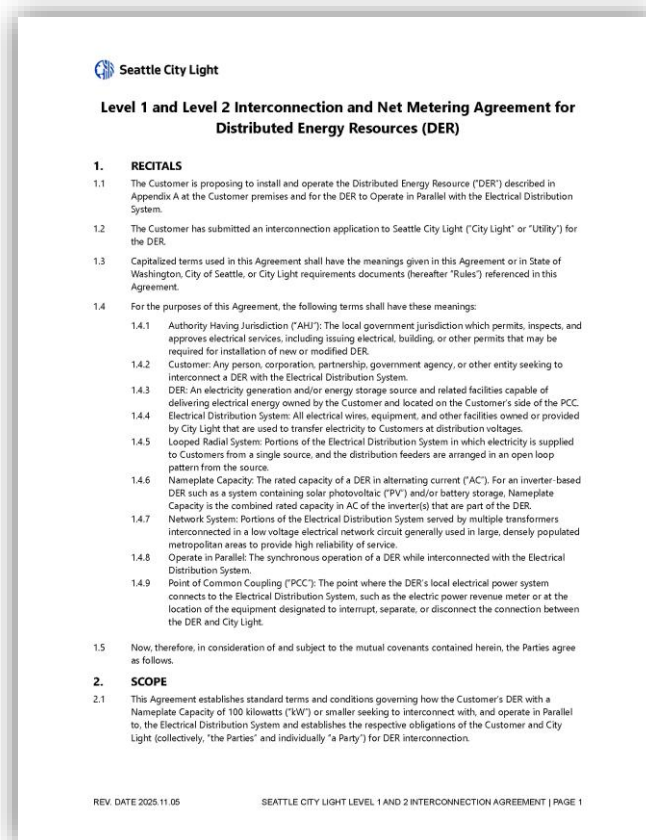 Seattle City Light
Level 1 and Level 2 Interconnection and Net Metering Agreement for
Distributed Energy Resources (DER)
1. RECITALS
1.1 The Customer is proposing to install and operate the Distributed Energy Resource ("DER") described in
Appendix A at the Customer premises and for the DER to Operate in Parallel with the Electrical Distribution
System.
1.2 The Customer has submitted an interconnection application to Seattle City Light ("City Light" or "Utility") for
the DER.
1.3 Capitalized terms used in this Agreement shall have the meanings given in this Agreement or in State of
Washington, City of Seattle, or City Light requirements documents (hereafter "Rules") referenced in this
Agreement.
1.4 For the purposes of this Agreement, the following terms shall have these meanings:
1.4.1 Authority Having Jurisdiction ("AHJ"): The local government jurisdiction which permits, inspects, and
approves electrical services, including issuing electrical, building, or other permits that may be
required for installation of new or modified DER.
1.4.2 Customer: Any person, corporation, partnership, government agency, or other entity seeking to
interconnect a DER with the Electrical Distribution System.
1.4.3 DER: An electricity generation and/or energy storage source and related facilities capable of
delivering electrical energy owned by the Customer and located on the Customer's side of the PCC.
1.4.4 Electrical Distribution System: All electrical wires, equipment, and other facilities owned or provided
by City Light that are used to transfer electricity to Customers at distribution voltages.
1.4.5 Looped Radial System: Portions of the Electrical Distribution System in which electricity is supplied
to Customers from a single source, and the distribution feeders are arranged in an open loop
pattern from the source.
1.4.6 Nameplate Capacity: The rated capacity of a DER in alternating current ("AC"). For an inverter-based
DER such as a system containing solar photovoltaic ("PV") and/or battery storage, Nameplate
Capacity is the combined rated capacity in AC of the inverter(s) that are part of the DER.
1.4.7 Network System: Portions of the Electrical Distribution System served by multiple transformers
interconnected in a low voltage electrical network circuit generally used in large, densely populated
metropolitan areas to provide high reliability of service.
1.4.8 Operate in Parallel: The synchronous operation of a DER while interconnected with the Electrical
Distribution System.
1.4.9 Point of Common Coupling ("PCC"): The point where the DER's local electrical power system
connects to the Electrical Distribution System, such as the electric power revenue meter or at the
location of the equipment designated to interrupt, separate, or disconnect the connection between
the DER and City Light.
1.5 Now, therefore, in consideration of and subject to the mutual covenants contained herein, the Parties agree
as follows.
2. SCOPE
2.1 This Agreement establishes standard terms and conditions governing how the Customer's DER with a
Nameplate Capacity of 100 kilowatts ("kW") or smaller seeking to interconnect with, and operate in Parallel
to, the Electrical Distribution System and establishes the respective obligations of the Customer and City
Light (collectively, "the Parties" and individually "a Party") for DER interconnection.
REV. DATE 2025.11.05 SEATTLE CITY LIGHT LEVEL 1 AND 2 INTERCONNECTION AGREEMENT | PAGE 1